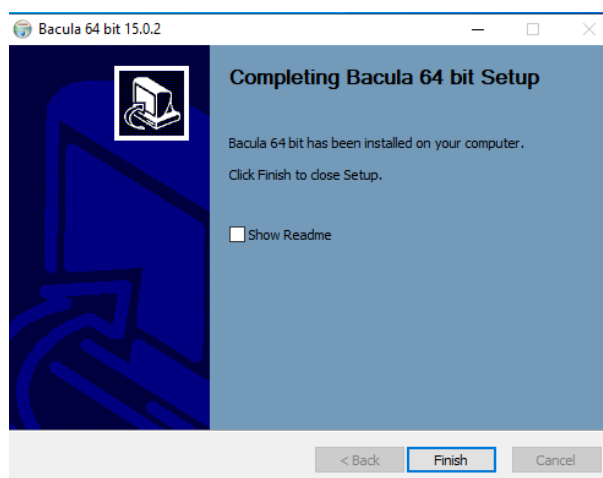 Bacula 64 bit 15.0.2
Completing Bacula 64 bit Setup
Bacula 64 bit has been installed on your computer.
Click Finish to close Setup.
Show Readme
< Back
Finish
Cancel